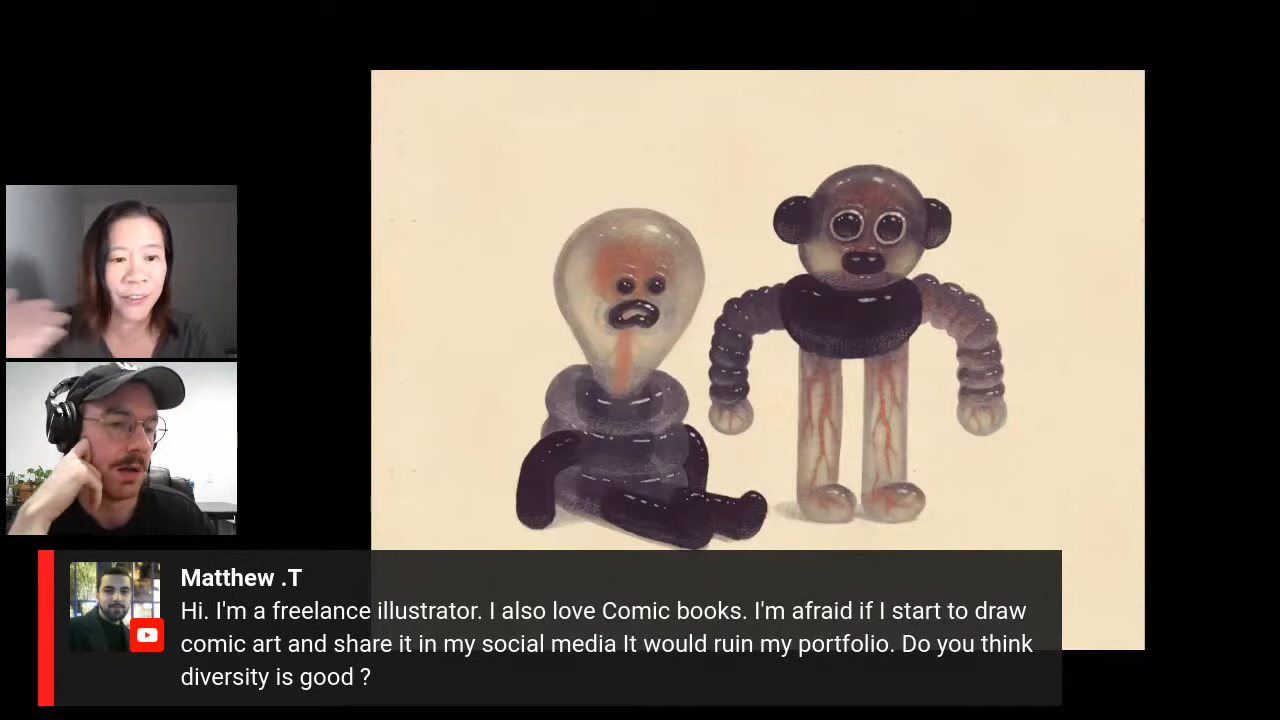 Matthew .T
Hi. I'm a freelance illustrator. I also love Comic books. I'm afraid if I start to draw
comic art and share it in my social media It would ruin my portfolio. Do you think
diversity is good ?